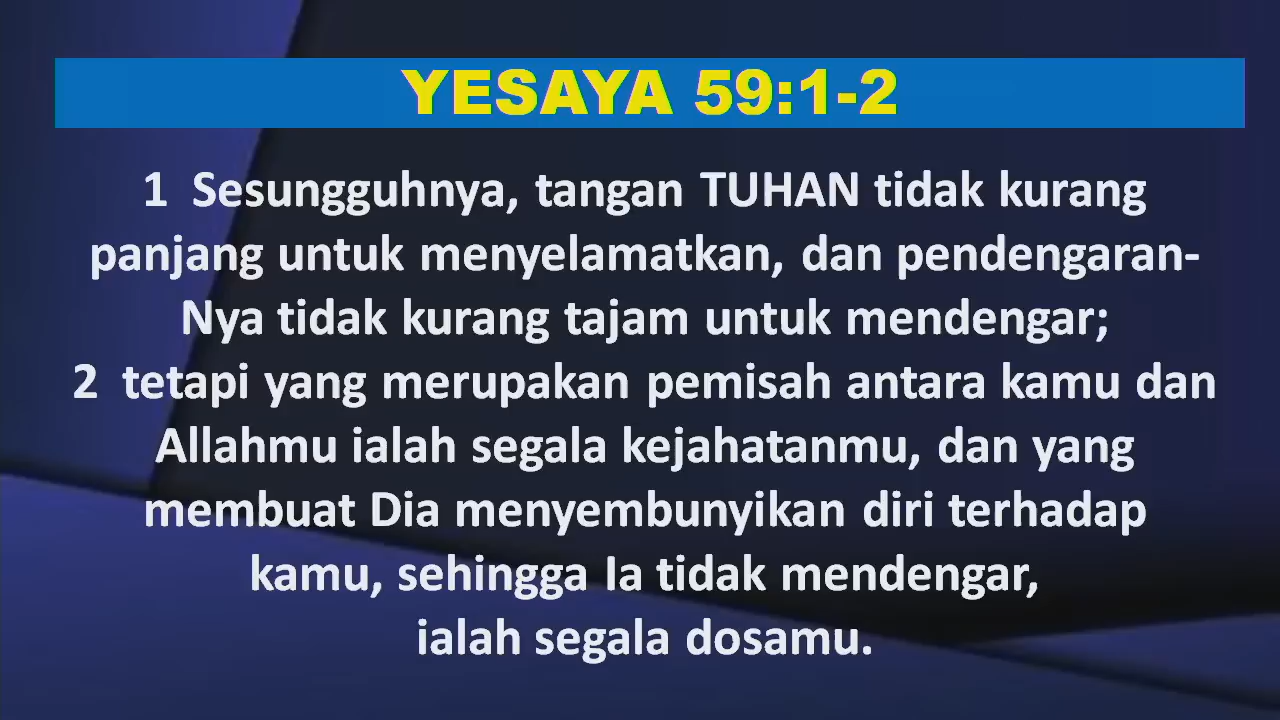 YESAYA 59:1-2
1 Sesungguhnya, tangan TUHAN tidak kurang
panjang untuk menyelamatkan, dan pendengaran-
Nya tidak kurang tajam untuk mendengar;
2 tetapi yang merupakan pemisah antara kamu dan
Allahmu ialah segala kejahatanmu, dan yang
membuat Dia menyembunyikan diri terhadap
kamu, sehingga Ia tidak mendengar,
ialah segala dosamu.